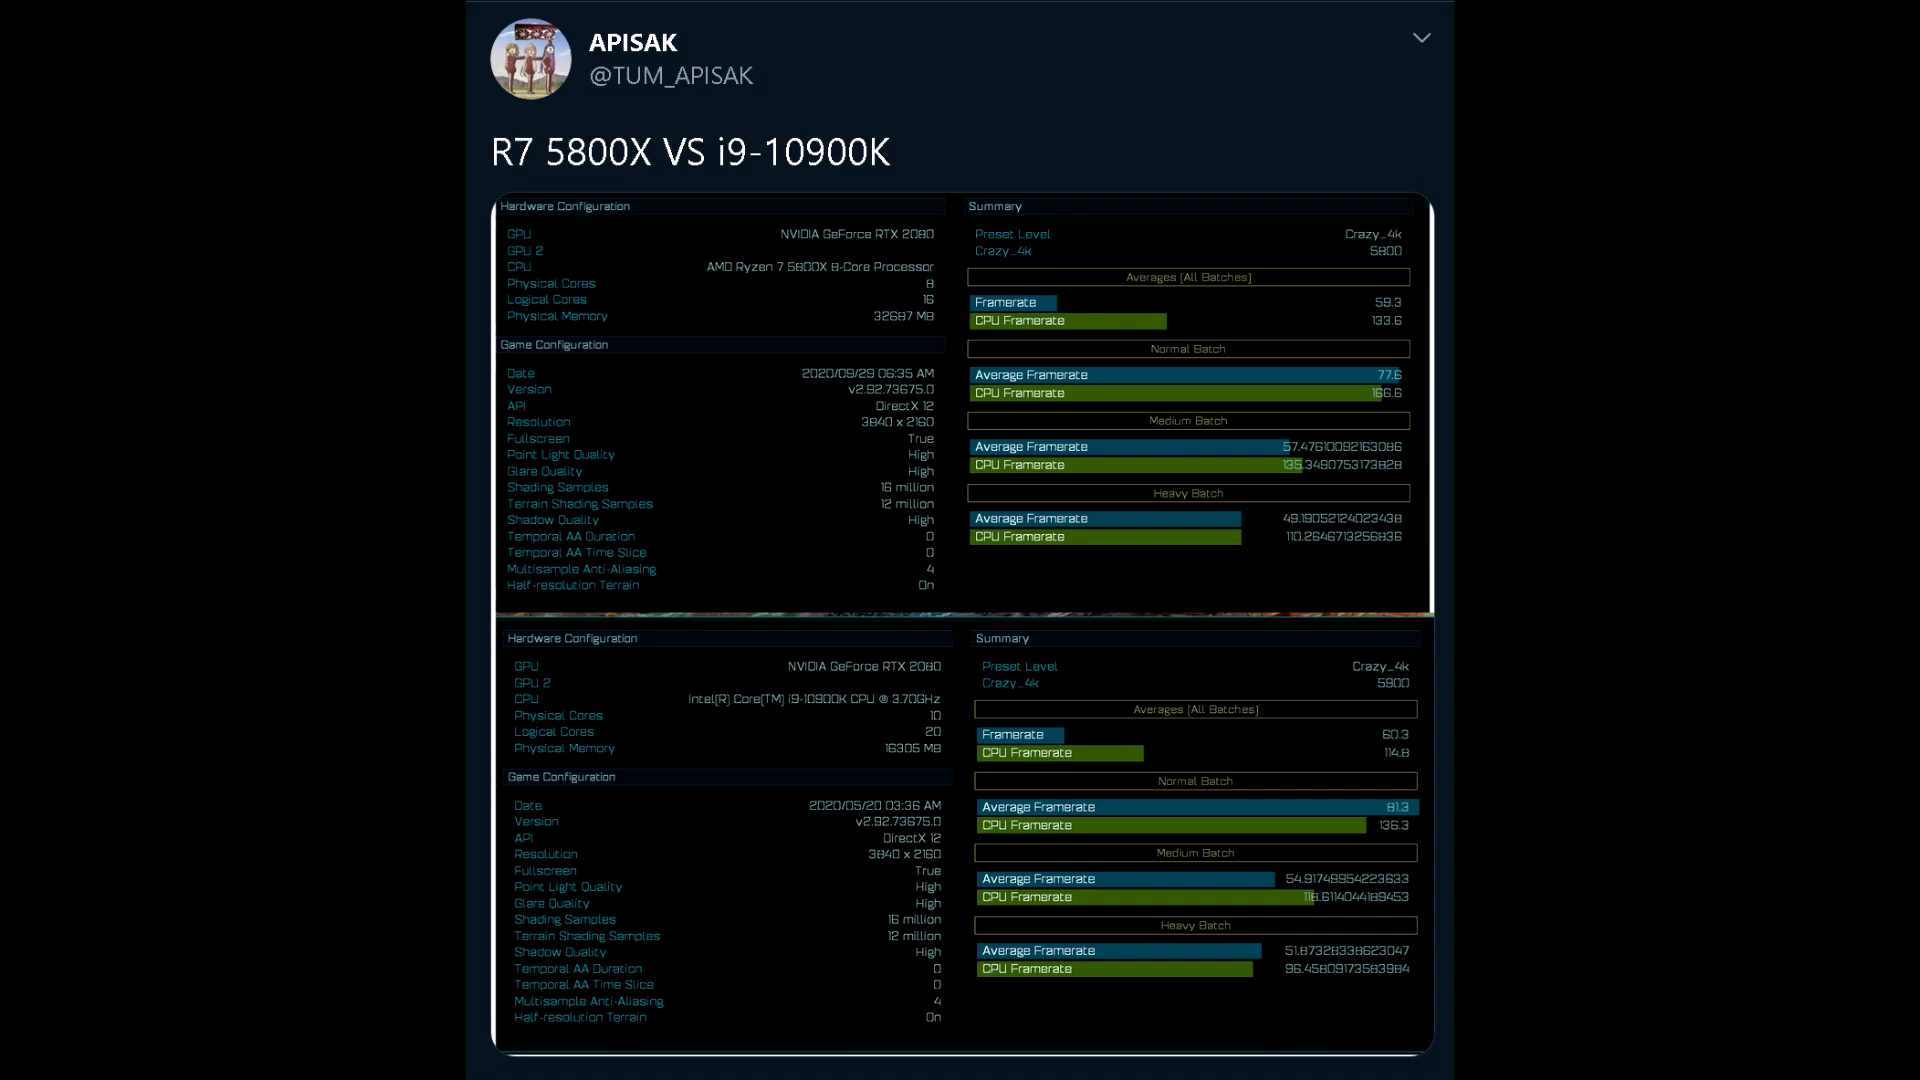 APISAK
@TUM_APISAK
R7 5800X VS i9-10900K
Hardware Configuration
GPU NVIDIA GeForce RTX 2080
GPU 2
CPU AMD Ryzen 7 5800X 8-Core Processor
Physical Cores 8
Logical Cores 16
Physical Memory 32687 MB
Game Configuration
Date 2020/09/29 06:35 AM
Version v2.92.73675.0
API DirectX 12
Resolution 3840 x 2160
Fullscreen True
Point Light Quality High
Glare Quality High
Shading Samples 16 million
Terrain Shading Samples 12 million
Shadow Quality High
Temporal AA Duration 0
Temporal AA Time Slice 0
Multisample Anti-Aliasing 4
Half-resolution Terrain On
Summary
Preset Level Crazy_4k
Crazy_4k 5800
Averages (All Batches)
Framerate 59.3
CPU Framerate 133.6
Normal Batch
Average Framerate 77.6
CPU Framerate 166.6
Medium Batch
Average Framerate 57.4761009216308​6
CPU Framerate 135.3490753173828
Heavy Batch
Average Framerate 49.19052124023438
CPU Framerate 110.2646713256836
Hardware Configuration
GPU NVIDIA GeForce RTX 2080
GPU 2
CPU Intel(R) Core(TM) i9-10900K CPU @ 3.70GHz
Physical Cores 10
Logical Cores 20
Physical Memory 16305 MB
Game Configuration
Date 2020/05/20 03:36 AM
Version v2.92.73675.0
API DirectX 12
Resolution 3840 x 2160
Fullscreen True
Point Light Quality High
Glare Quality High
Shading Samples 16 million
Terrain Shading Samples 12 million
Shadow Quality High
Temporal AA Duration 0
Temporal AA Time Slice 0
Multisample Anti-Aliasing 4
Half-resolution Terrain On
Summary
Preset Level Crazy_4k
Crazy_4k 5900
Averages (All Batches)
Framerate 60.3
CPU Framerate 114.8
Normal Batch
Average Framerate 81.3
CPU Framerate 136.3
Medium Batch
Average Framerate 54.91749954223633
CPU Framerate 118.6114044189453
Heavy Batch
Average Framerate 51.87328338623047
CPU Framerate 96.45809173583984